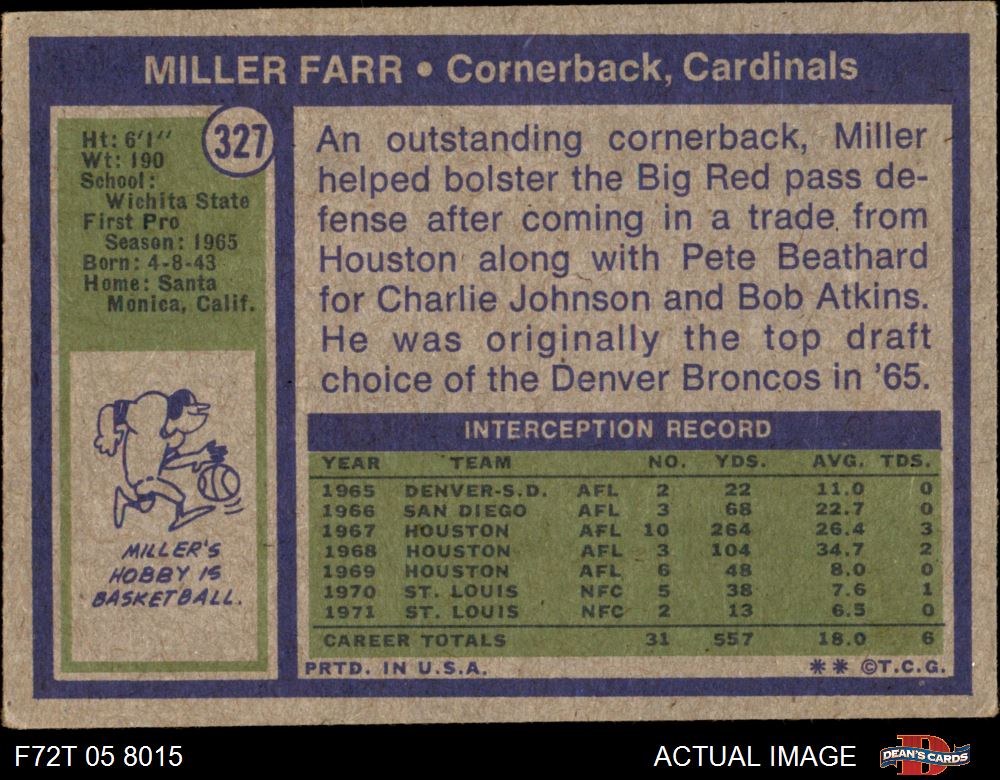 MILLER FARR • Cornerback, Cardinals
327
Ht: 6'1"
Wt: 190
School:
Wichita State
First Pro
Season: 1965
Born: 4-8-43
Home: Santa
Monica, Calif.
MILLER'S
HOBBY IS
BASKETBALL.
An outstanding cornerback, Miller
helped bolster the Big Red pass de-
fense after coming in a trade from
Houston along with Pete Beathard
for Charlie Johnson and Bob Atkins.
He was originally the top draft
choice of the Denver Broncos in '65.
INTERCEPTION RECORD
YEAR TEAM NO. YDS. AVG. TDS.
1965 DENVER-S.D. AFL 2 22 11.0 0
1966 SAN DIEGO AFL 3 68 22.7 0
1967 HOUSTON AFL 10 264 26.4 3
1968 HOUSTON AFL 3 104 34.7 2
1969 HOUSTON AFL 6 48 8.0 0
1970 ST. LOUIS NFC 5 38 7.6 1
1971 ST. LOUIS NFC 2 13 6.5 0
CAREER TOTALS 31 557 18.0 6
PRTD. IN U.S.A. ** ©T.C.G.
F72T 05 8015 ACTUAL IMAGE D DEAN'S CARDS